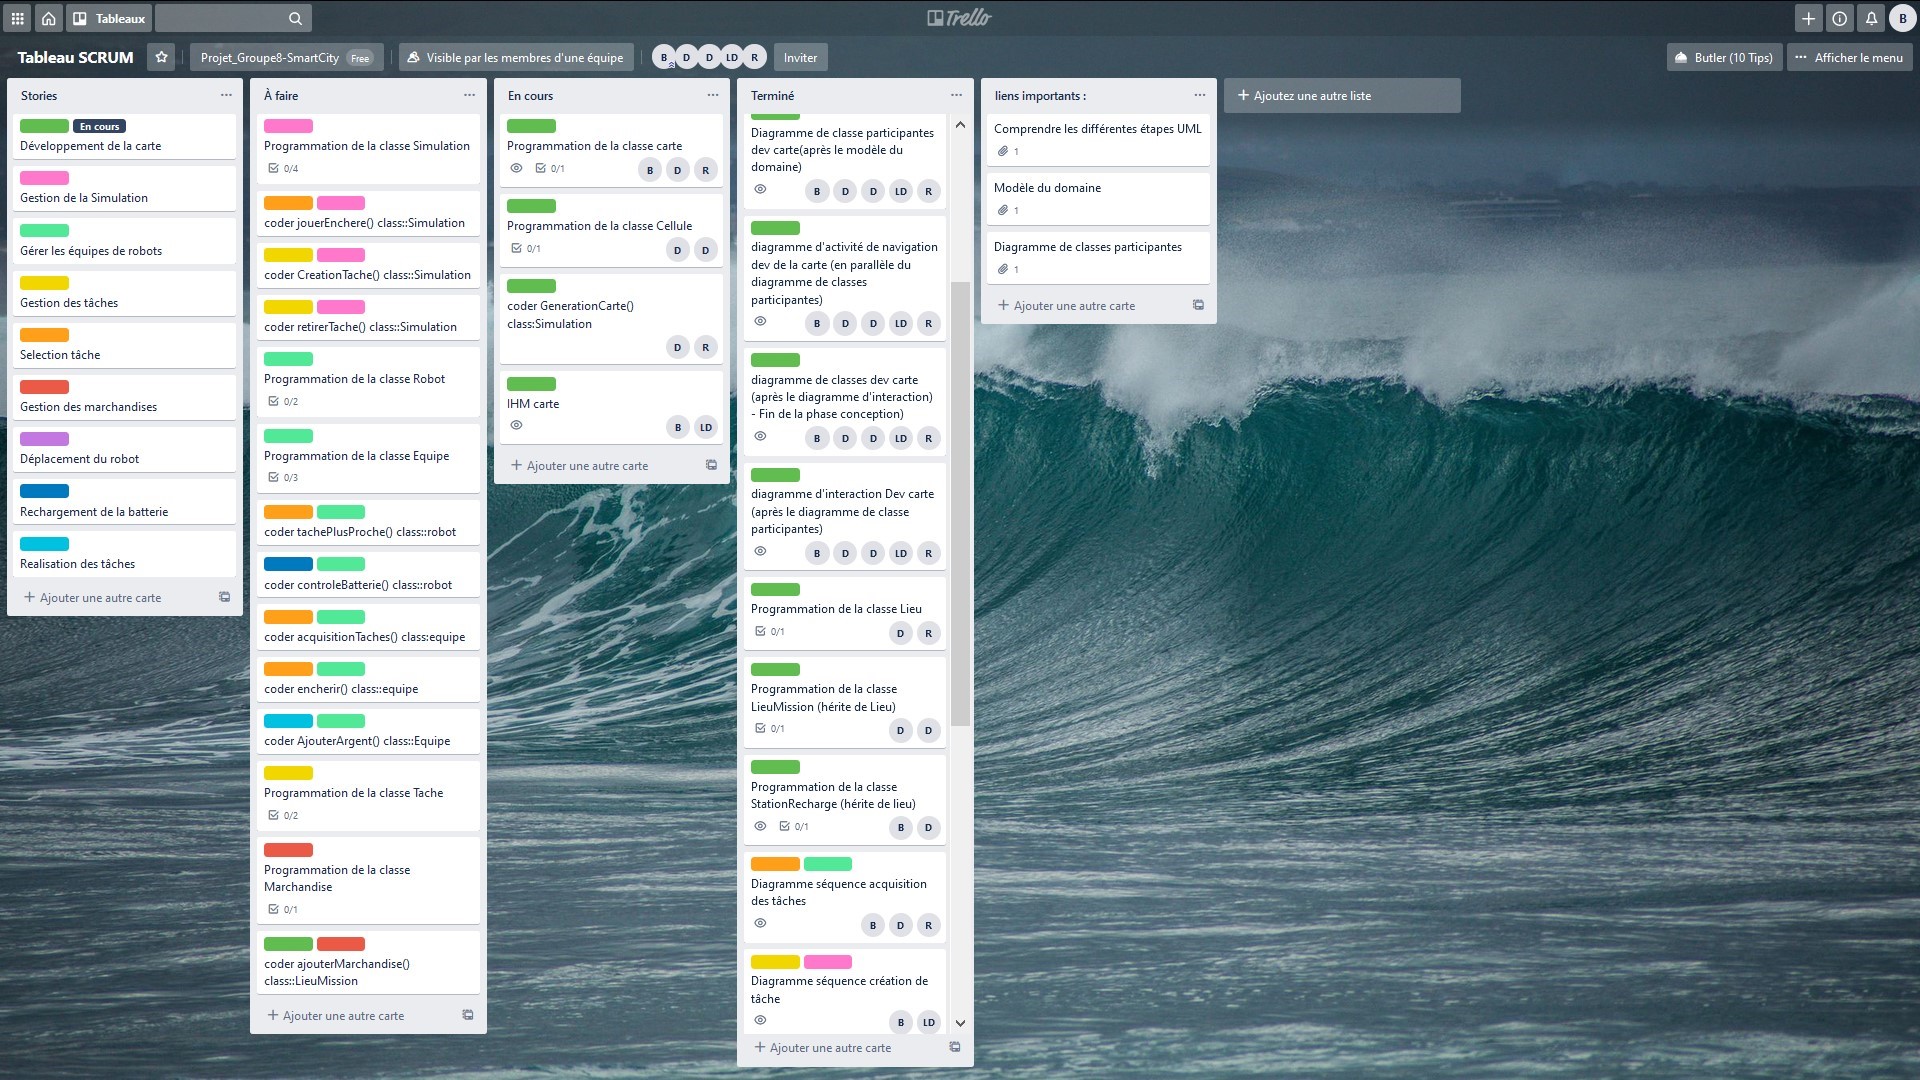 Tableaux
Trello
B
Tableau SCRUM
Projet_Groupe8-SmartCity Free
Visible par les membres d'une équipe
B D D LD R
Inviter
Butler (10 Tips)
Afficher le menu
Stories
En cours
Développement de la carte
Gestion de la Simulation
Gérer les équipes de robots
Gestion des tâches
Selection tâche
Gestion des marchandises
Déplacement du robot
Rechargement de la batterie
Realisation des tâches
+ Ajouter une autre carte
À faire
Programmation de la classe Simulation
0/4
coder jouerEnchere() class::Simulation
coder CreationTache() class::Simulation
coder retirerTache() class::Simulation
Programmation de la classe Robot
0/2
Programmation de la classe Equipe
0/3
coder tachePlusProche() class::robot
coder controleBatterie() class::robot
coder acquisitionTaches() class:equipe
coder encherir() class::equipe
coder AjouterArgent() class::Equipe
Programmation de la classe Tache
0/2
Programmation de la classe
Marchandise
0/1
coder ajouterMarchandise()
class::LieuMission
+ Ajouter une autre carte
En cours
Programmation de la classe carte
0/1 B D R
Programmation de la classe Cellule
0/1 D D
coder GenerationCarte()
class:Simulation
D R
IHM carte
B LD
+ Ajouter une autre carte
Terminé
Diagramme de classe participantes
dev carte(après le modèle du
domaine)
B D D LD R
diagramme d'activité de navigation
dev de la carte (en parallèle du
diagramme de classes
participantes)
B D D LD R
diagramme de classes dev carte
(après le diagramme d'interaction)
- Fin de la phase conception)
B D D LD R
diagramme d'interaction Dev carte
(après le diagramme de classe
participantes)
B D D LD R
Programmation de la classe Lieu
0/1 D R
Programmation de la classe
LieuMission (hérite de Lieu)
0/1 D D
Programmation de la classe
StationRecharge (hérite de lieu)
0/1 B D
Diagramme séquence acquisition
des tâches
B D R
Diagramme séquence création de
tâche
B LD
+ Ajouter une autre carte
liens importants :
Comprendre les différentes étapes UML
1
Modèle du domaine
1
Diagramme de classes participantes
1
+ Ajouter une autre carte
+ Ajoutez une autre liste